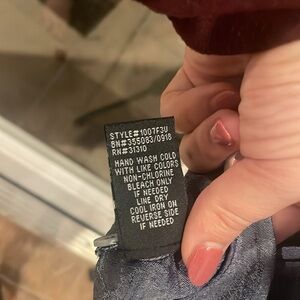 STYLE#1007F3U
BN#355083/0918
RN#31310
HAND WASH COLD
WITH LIKE COLORS
NON-CHLORINE
BLEACH ONLY
IF NEEDED
LINE DRY
COOL IRON ON
REVERSE SIDE
IF NEEDED